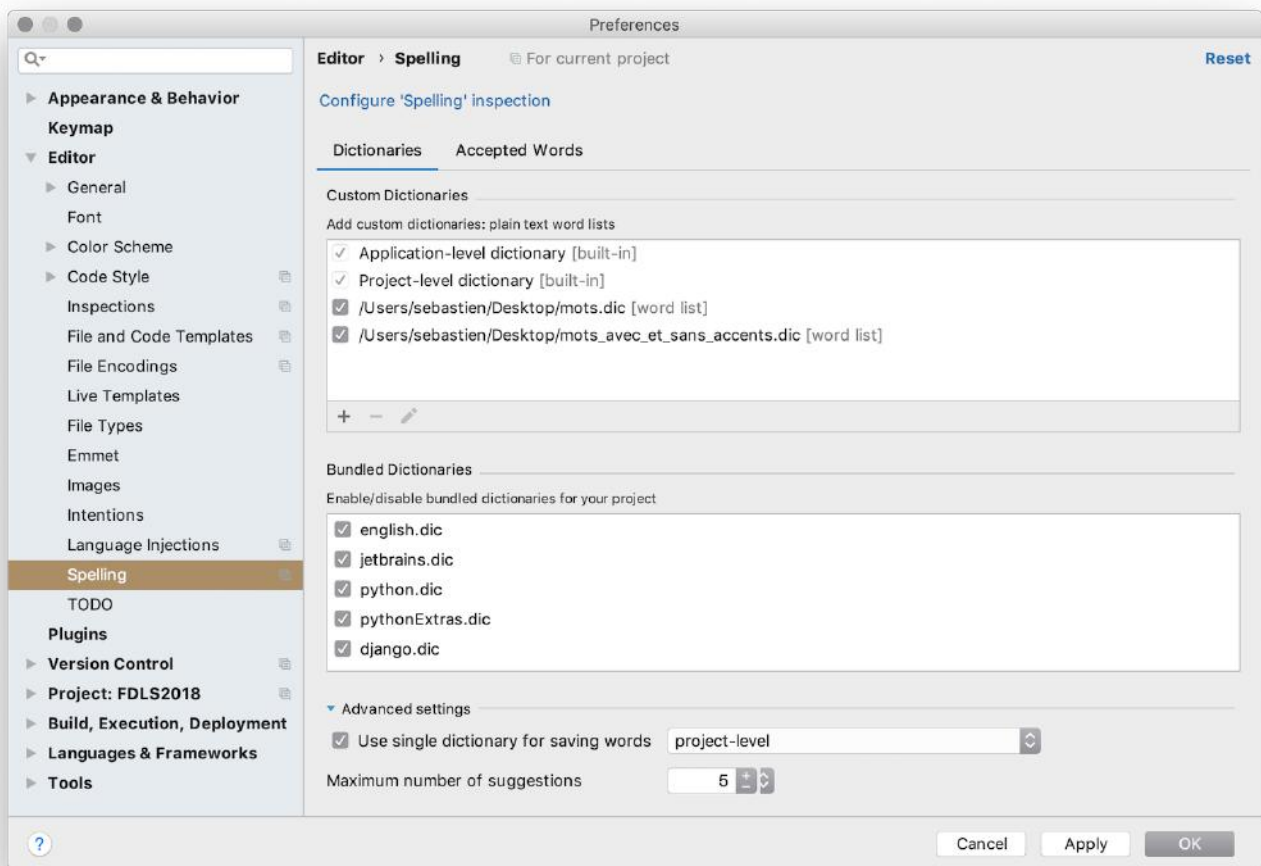 Preferences
Appearance & Behavior
Keymap
Editor
General
Font
Color Scheme
Code Style
Inspections
File and Code Templates
File Encodings
Live Templates
File Types
Emmet
Images
Intentions
Language Injections
Spelling
TODO
Plugins
Version Control
Project: FDLS2018
Build, Execution, Deployment
Languages & Frameworks
Tools
Editor › Spelling For current project Reset
Configure 'Spelling' inspection
Dictionaries Accepted Words
Custom Dictionaries
Add custom dictionaries: plain text word lists
Application-level dictionary [built-in]
Project-level dictionary [built-in]
/Users/sebastien/Desktop/mots.dic [word list]
/Users/sebastien/Desktop/mots_avec_et_sans_accents.dic [word list]
Bundled Dictionaries
Enable/disable bundled dictionaries for your project
english.dic
jetbrains.dic
python.dic
pythonExtras.dic
django.dic
Advanced settings
Use single dictionary for saving words project-level
Maximum number of suggestions 5
? Cancel Apply OK